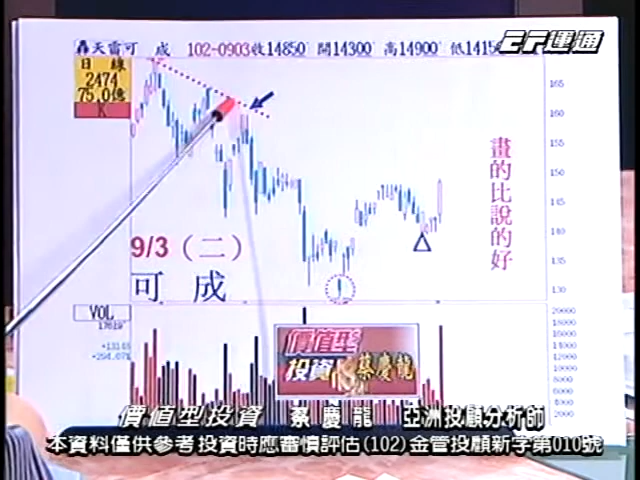 天雷可 成 102-0903收14850 開14300 高14900 低1415
運通
日 線
2474
75.0億
K
165
160
155
150
145
140
135
130
畫的比說的好
9/3(二)
可 成
VOL
17619
+13165
+294.07%
20000
18000
16000
14000
12000
10000
8000
6000
4000
2000
價值型
投資
蔡慶龍
價值型投資 蔡慶龍 亞洲投顧分析師
本資料僅供參考投資時應審慎評估(102)金管投顧新字第010號